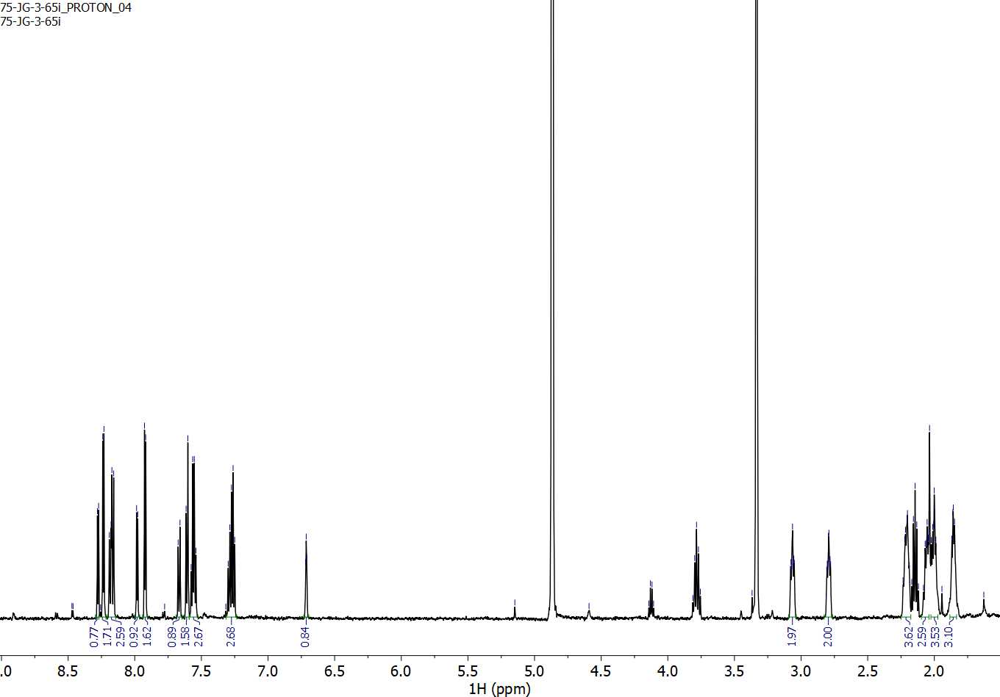 75-JG-3-65i_PROTON_04
75-JG-3-65i
0.77 1.71 2.59 0.92 1.62 0.89 1.58 2.67 2.68 0.84 1.97 2.00 3.62 2.59 3.53 3.10
.0 8.5 8.0 7.5 7.0 6.5 6.0 5.5 5.0 4.5 4.0 3.5 3.0 2.5 2.0
1H (ppm)